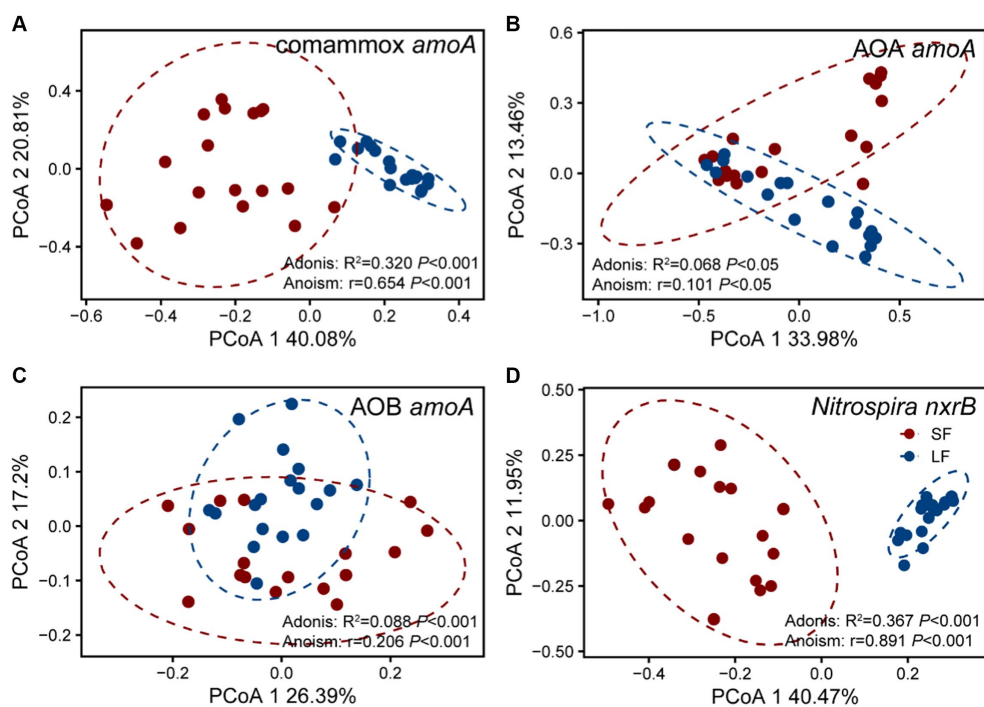 A
comammox amoA
0.4
0.0
−0.4
PCoA 2 20.81%
Adonis: R²=0.320 P<0.001
Anoism: r=0.654 P<0.001
−0.6 −0.4 −0.2 0.0 0.2 0.4
PCoA 1 40.08%
B
AOA amoA
0.6
0.3
0.0
−0.3
PCoA 2 13.46%
Adonis: R²=0.068 P<0.05
Anoism: r=0.101 P<0.05
−1.0 −0.5 0.0 0.5
PCoA 1 33.98%
C
AOB amoA
0.2
0.1
0.0
−0.1
−0.2
PCoA 2 17.2%
Adonis: R²=0.088 P<0.001
Anoism: r=0.206 P<0.001
−0.2 0.0 0.2
PCoA 1 26.39%
D
Nitrospira nxrB
SF
LF
0.50
0.25
0.00
−0.25
−0.50
PCoA 2 11.95%
Adonis: R²=0.367 P<0.001
Anoism: r=0.891 P<0.001
−0.4 −0.2 0.0 0.2
PCoA 1 40.47%